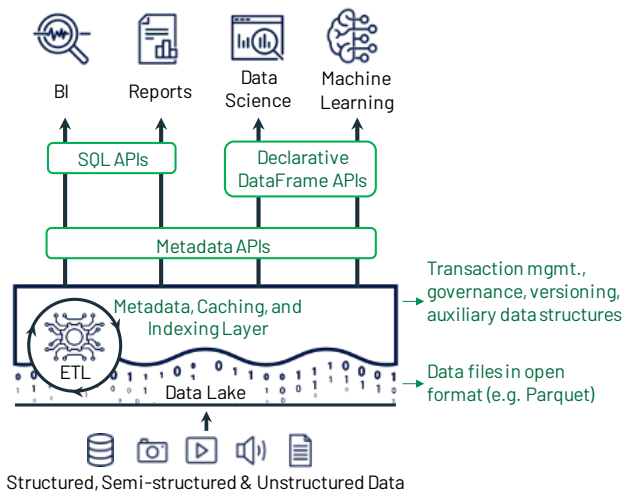 BI
Reports
Data
Science
Machine
Learning
SQL APIs
Declarative
DataFrame APIs
Metadata APIs
Metadata, Caching, and
Indexing Layer
ETL
Data Lake
Transaction mgmt.,
governance, versioning,
auxiliary data structures
Data files in open
format (e.g. Parquet)
Structured, Semi-structured & Unstructured Data